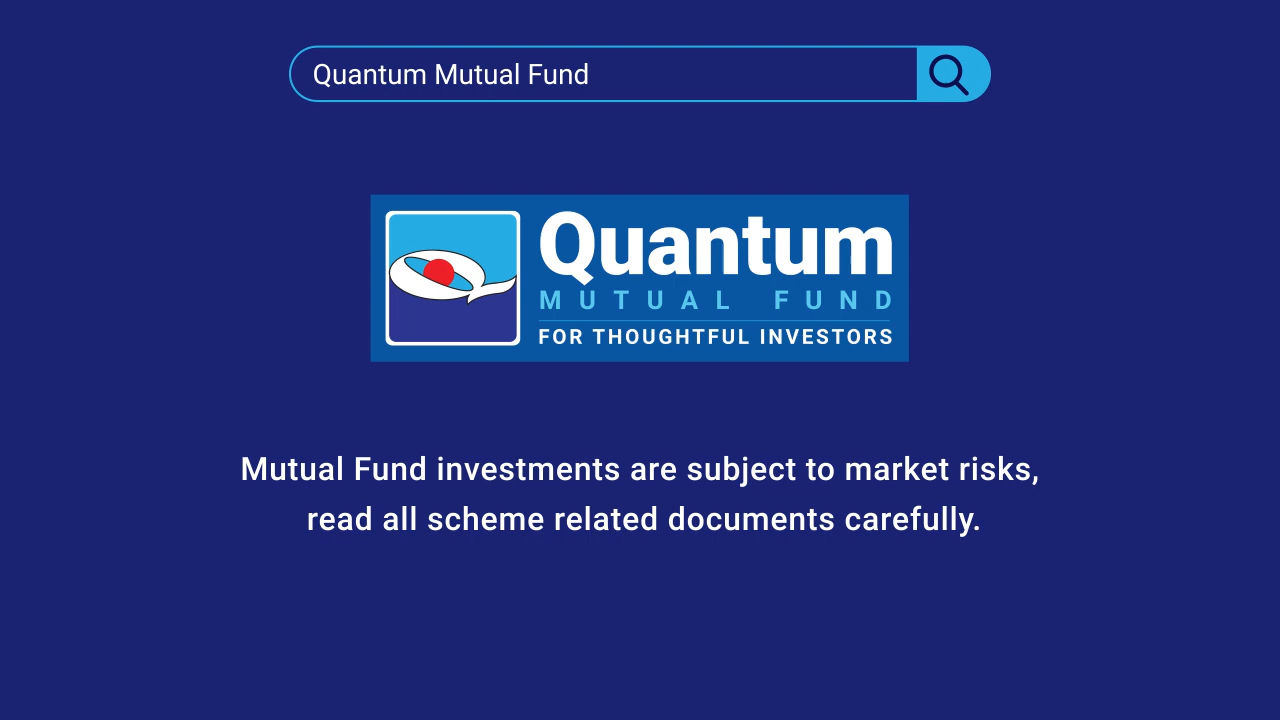 Quantum Mutual Fund
Quantum
MUTUAL FUND
FOR THOUGHTFUL INVESTORS
Mutual Fund investments are subject to market risks,
read all scheme related documents carefully.